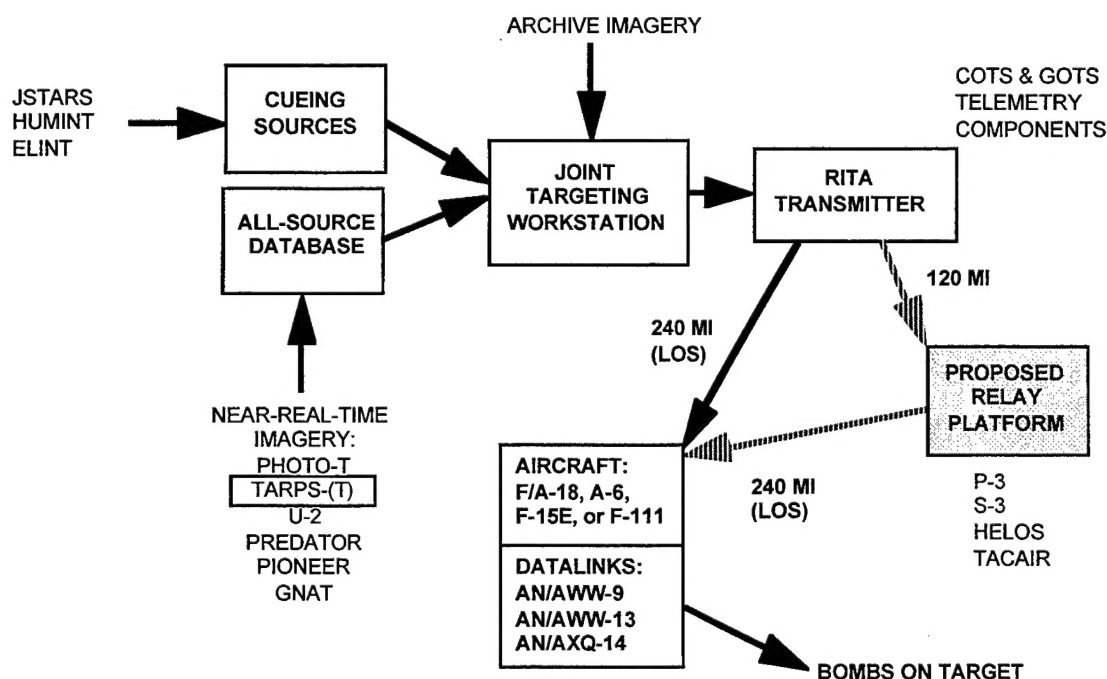 ARCHIVE IMAGERY
JSTARS
HUMINT
ELINT
CUEING
SOURCES
ALL-SOURCE
DATABASE
JOINT
TARGETING
WORKSTATION
RITA
TRANSMITTER
COTS & GOTS
TELEMETRY
COMPONENTS
120 MI
240 MI
(LOS)
PROPOSED
RELAY
PLATFORM
P-3
S-3
HELOS
TACAIR
240 MI
(LOS)
NEAR-REAL-TIME
IMAGERY:
PHOTO-T
TARPS-(T)
U-2
PREDATOR
PIONEER
GNAT
AIRCRAFT:
F/A-18, A-6,
F-15E, or F-111
DATALINKS:
AN/AWW-9
AN/AWW-13
AN/AXQ-14
BOMBS ON TARGET